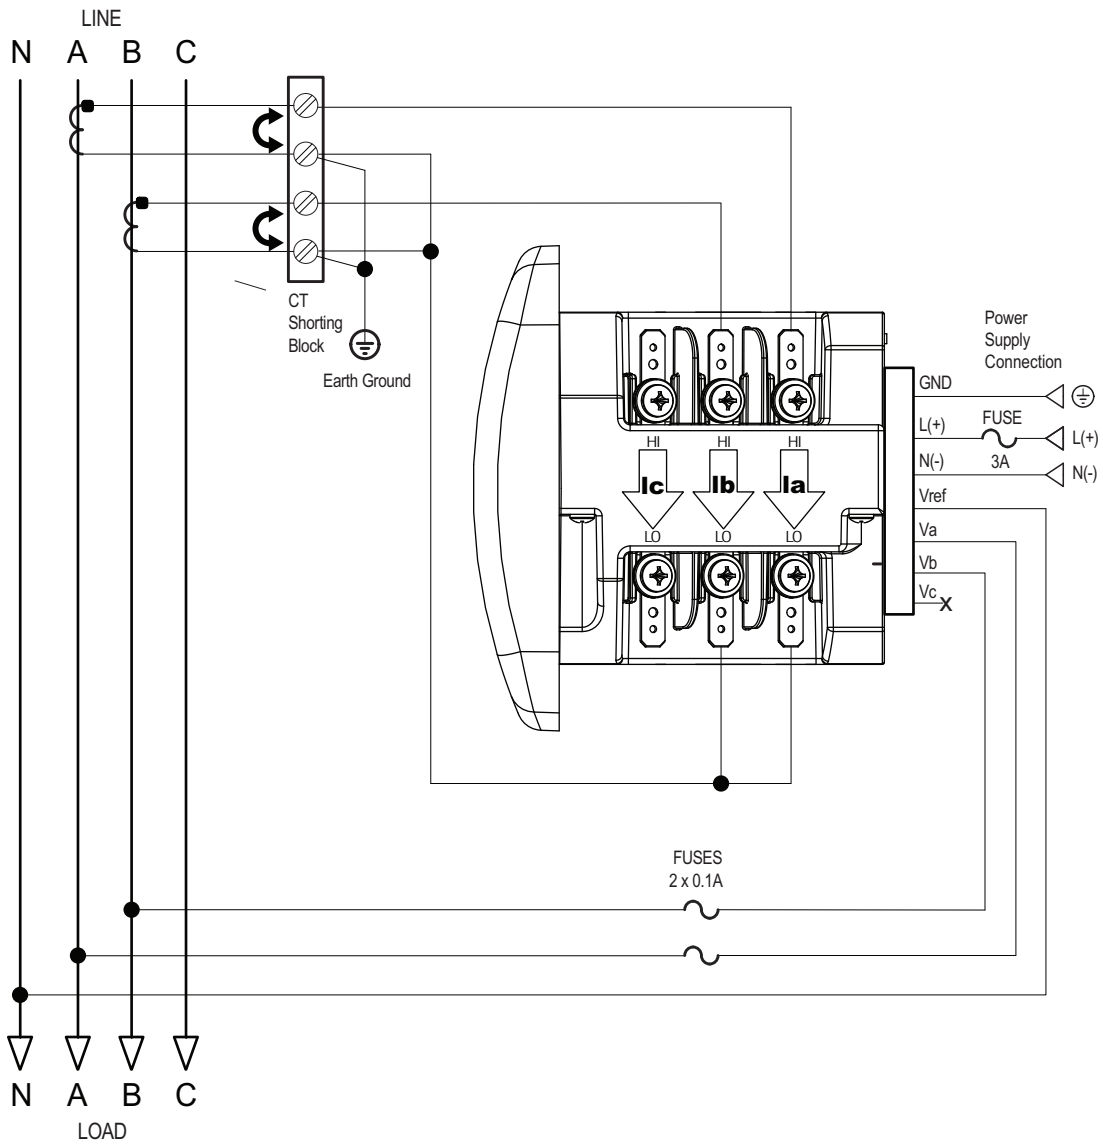 LINE
N A B C
CT
Shorting
Block
Earth Ground
Power
Supply
Connection
GND
L(+) FUSE L(+)
N(-) 3A N(-)
Vref
Va
Vb
Vc X
HI HI HI
Ic Ib Ia
LO LO LO
FUSES
2 x 0.1A
N A B C
LOAD